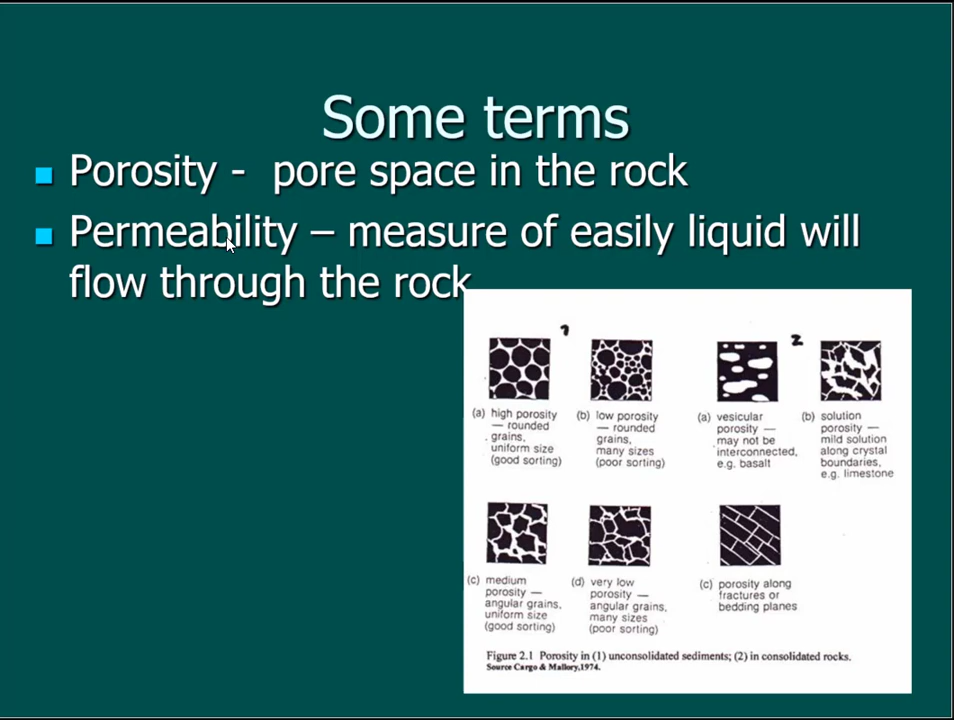 Some terms
Porosity - pore space in the rock
Permeability – measure of easily liquid will
flow through the rock
1
2
(a) high porosity
— rounded
grains,
uniform size
(good sorting)
(b) low porosity
— rounded
grains,
many sizes
(poor sorting)
(a) vesicular
porosity —
may not be
interconnected,
e.g. basalt
(b) solution
porosity —
mild solution
along crystal
boundaries,
e.g. limestone
(c) medium
porosity —
angular grains,
uniform size
(good sorting)
(d) very low
porosity —
angular grains,
many sizes
(poor sorting)
(c) porosity along
fractures or
bedding planes
Figure 2.1 Porosity in (1) unconsolidated sediments; (2) in consolidated rocks.
Source Cargo & Mallory,1974.